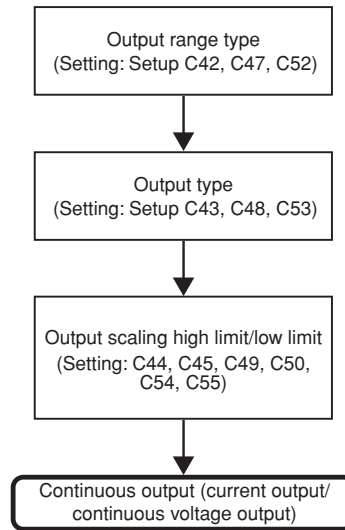 Output range type
(Setting: Setup C42, C47, C52)
Output type
(Setting: Setup C43, C48, C53)
Output scaling high limit/low limit
(Setting: C44, C45, C49, C50,
C54, C55)
Continuous output (current output/
continuous voltage output)